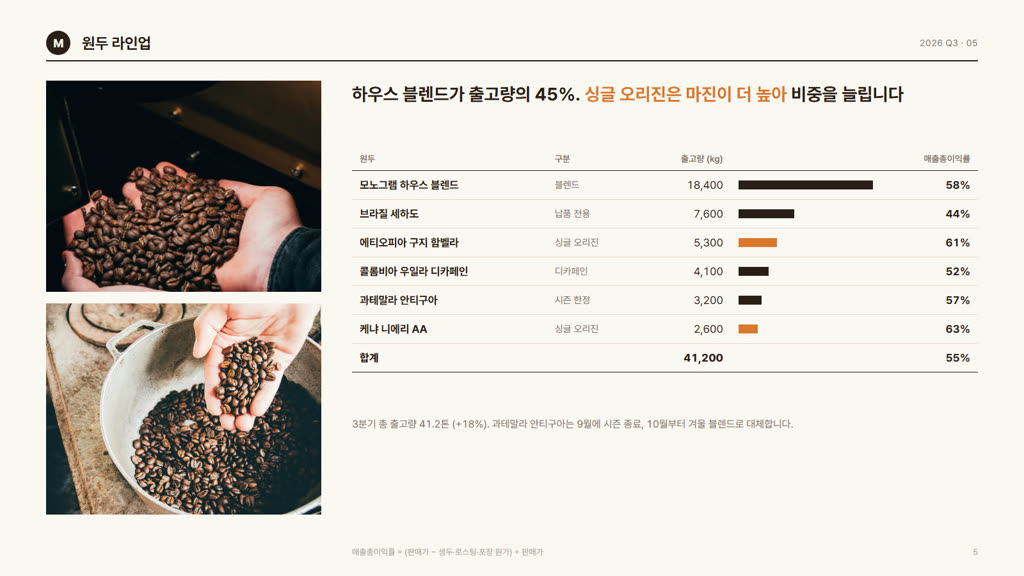 M 원두 라인업
2026 Q3 · 05
하우스 블렌드가 출고량의 45%. 싱글 오리진은 마진이 더 높아 비중을 늘립니다
원두 구분 출고량 (kg) 매출총이익률
모노그램 하우스 블렌드 블렌드 18,400 58%
브라질 세하도 납품 전용 7,600 44%
에티오피아 구지 함벨라 싱글 오리진 5,300 61%
콜롬비아 우일라 디카페인 디카페인 4,100 52%
과테말라 안티구아 시즌 한정 3,200 57%
케냐 니에리 AA 싱글 오리진 2,600 63%
합계 41,200 55%
3분기 총 출고량 41.2톤 (+18%). 과테말라 안티구아는 9월에 시즌 종료, 10월부터 겨울 블렌드로 대체합니다.
매출총이익률 = (판매가 − 생두·로스팅·포장 원가) ÷ 판매가
5